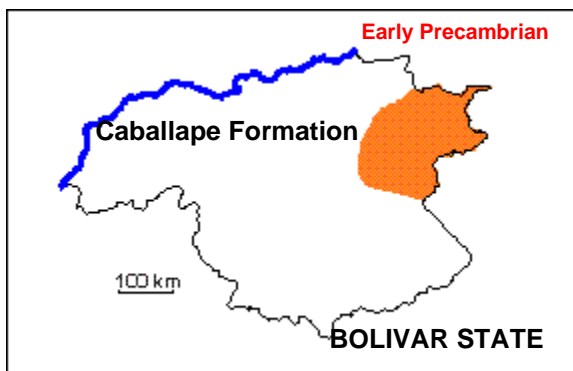 Early Precambrian
Caballape Formation
100 km
BOLIVAR STATE